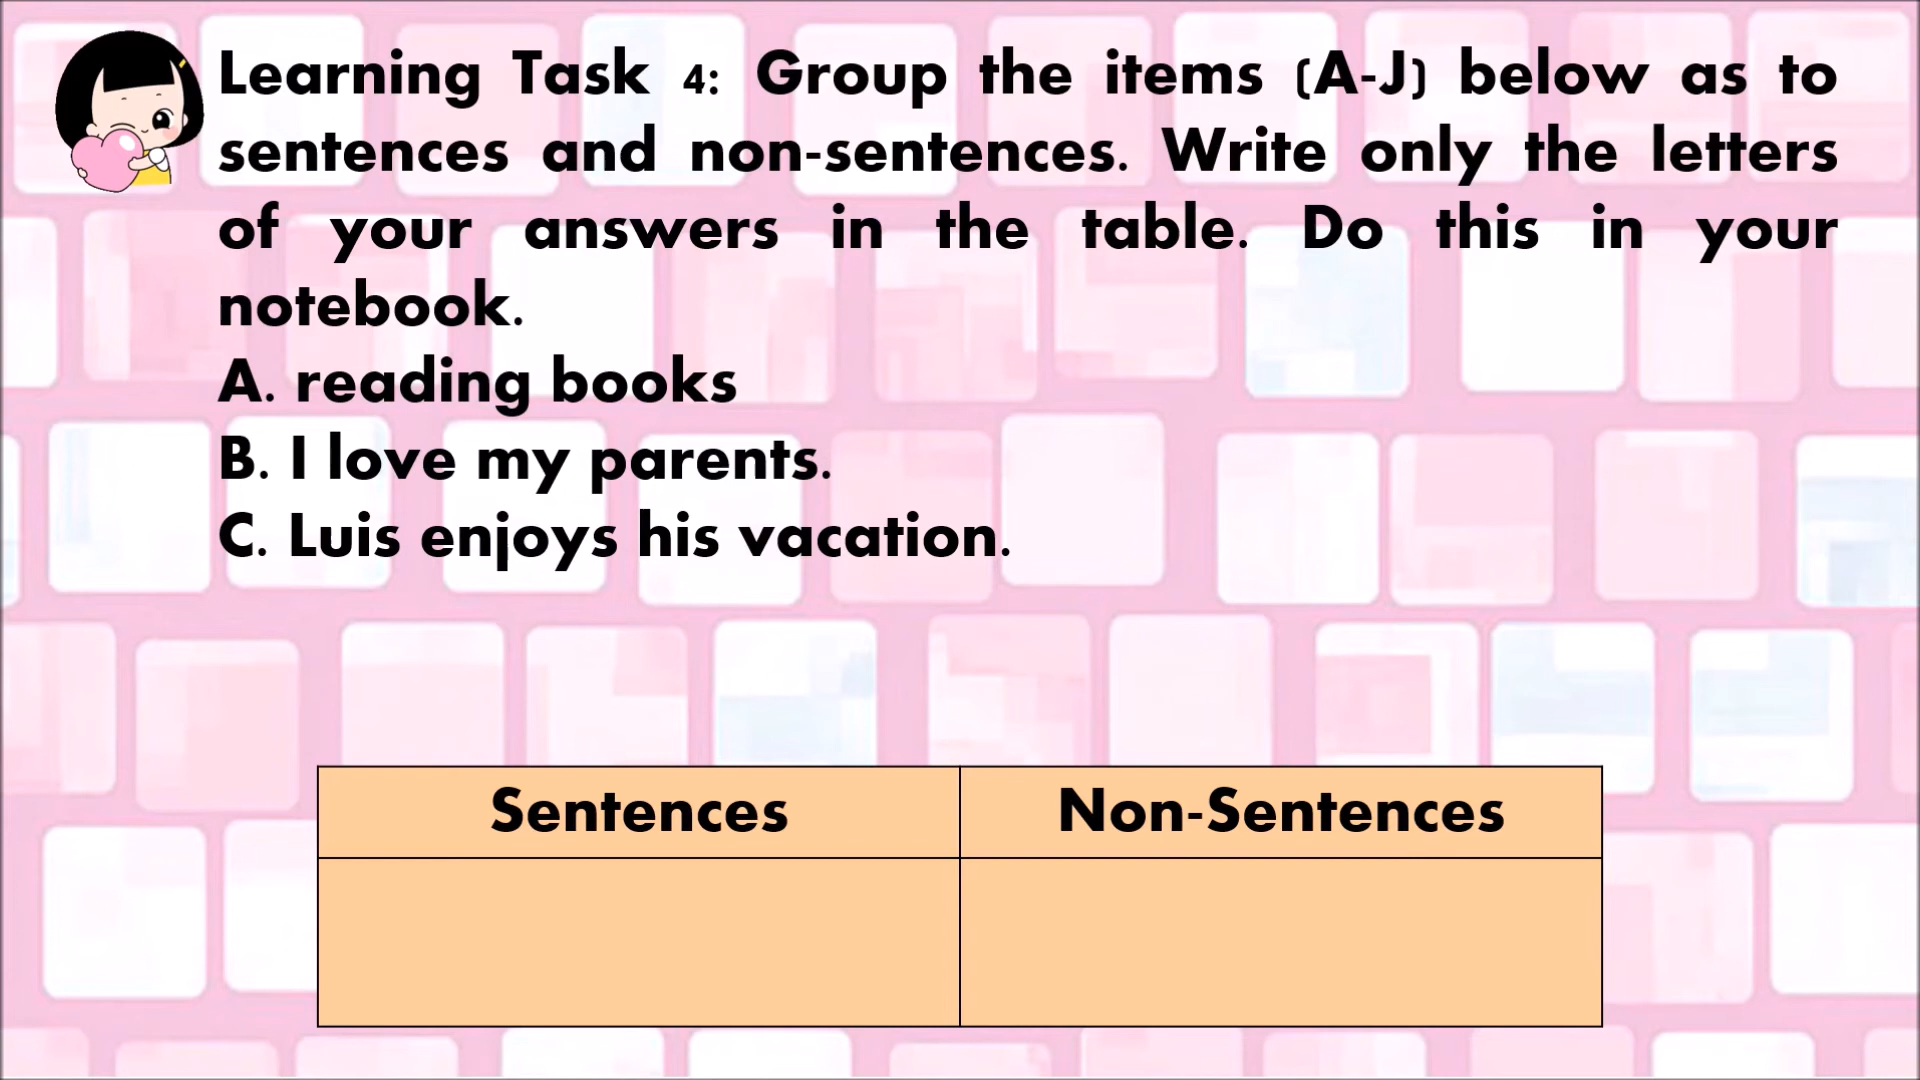 Learning Task 4: Group the items (A-J) below as to
sentences and non-sentences. Write only the letters
of your answers in the table. Do this in your
notebook.
A. reading books
B. I love my parents.
C. Luis enjoys his vacation.
Sentences
Non-Sentences